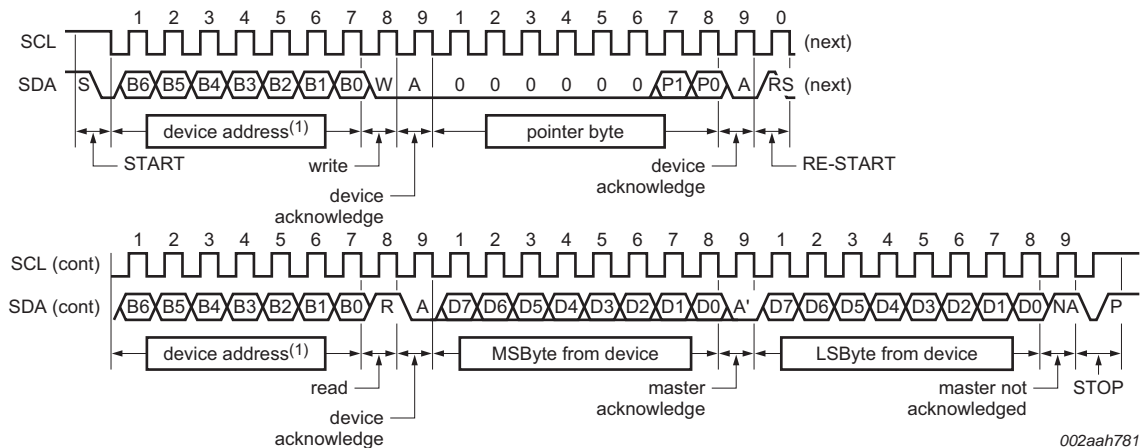 1 2 3 4 5 6 7 8 9 1 2 3 4 5 6 7 8 9 0
SCL (next)
SDA S B6 B5 B4 B3 B2 B1 B0 W A 0 0 0 0 0 0 P1 P0 A RS (next)
device address(1) pointer byte
START write device acknowledge RE-START
device
acknowledge
1 2 3 4 5 6 7 8 9 1 2 3 4 5 6 7 8 9 1 2 3 4 5 6 7 8 9
SCL (cont)
SDA (cont) B6 B5 B4 B3 B2 B1 B0 R A D7 D6 D5 D4 D3 D2 D1 D0 A' D7 D6 D5 D4 D3 D2 D1 D0 NA P
device address(1) MSByte from device LSByte from device
read master acknowledge master not acknowledged STOP
device
acknowledge
002aah781